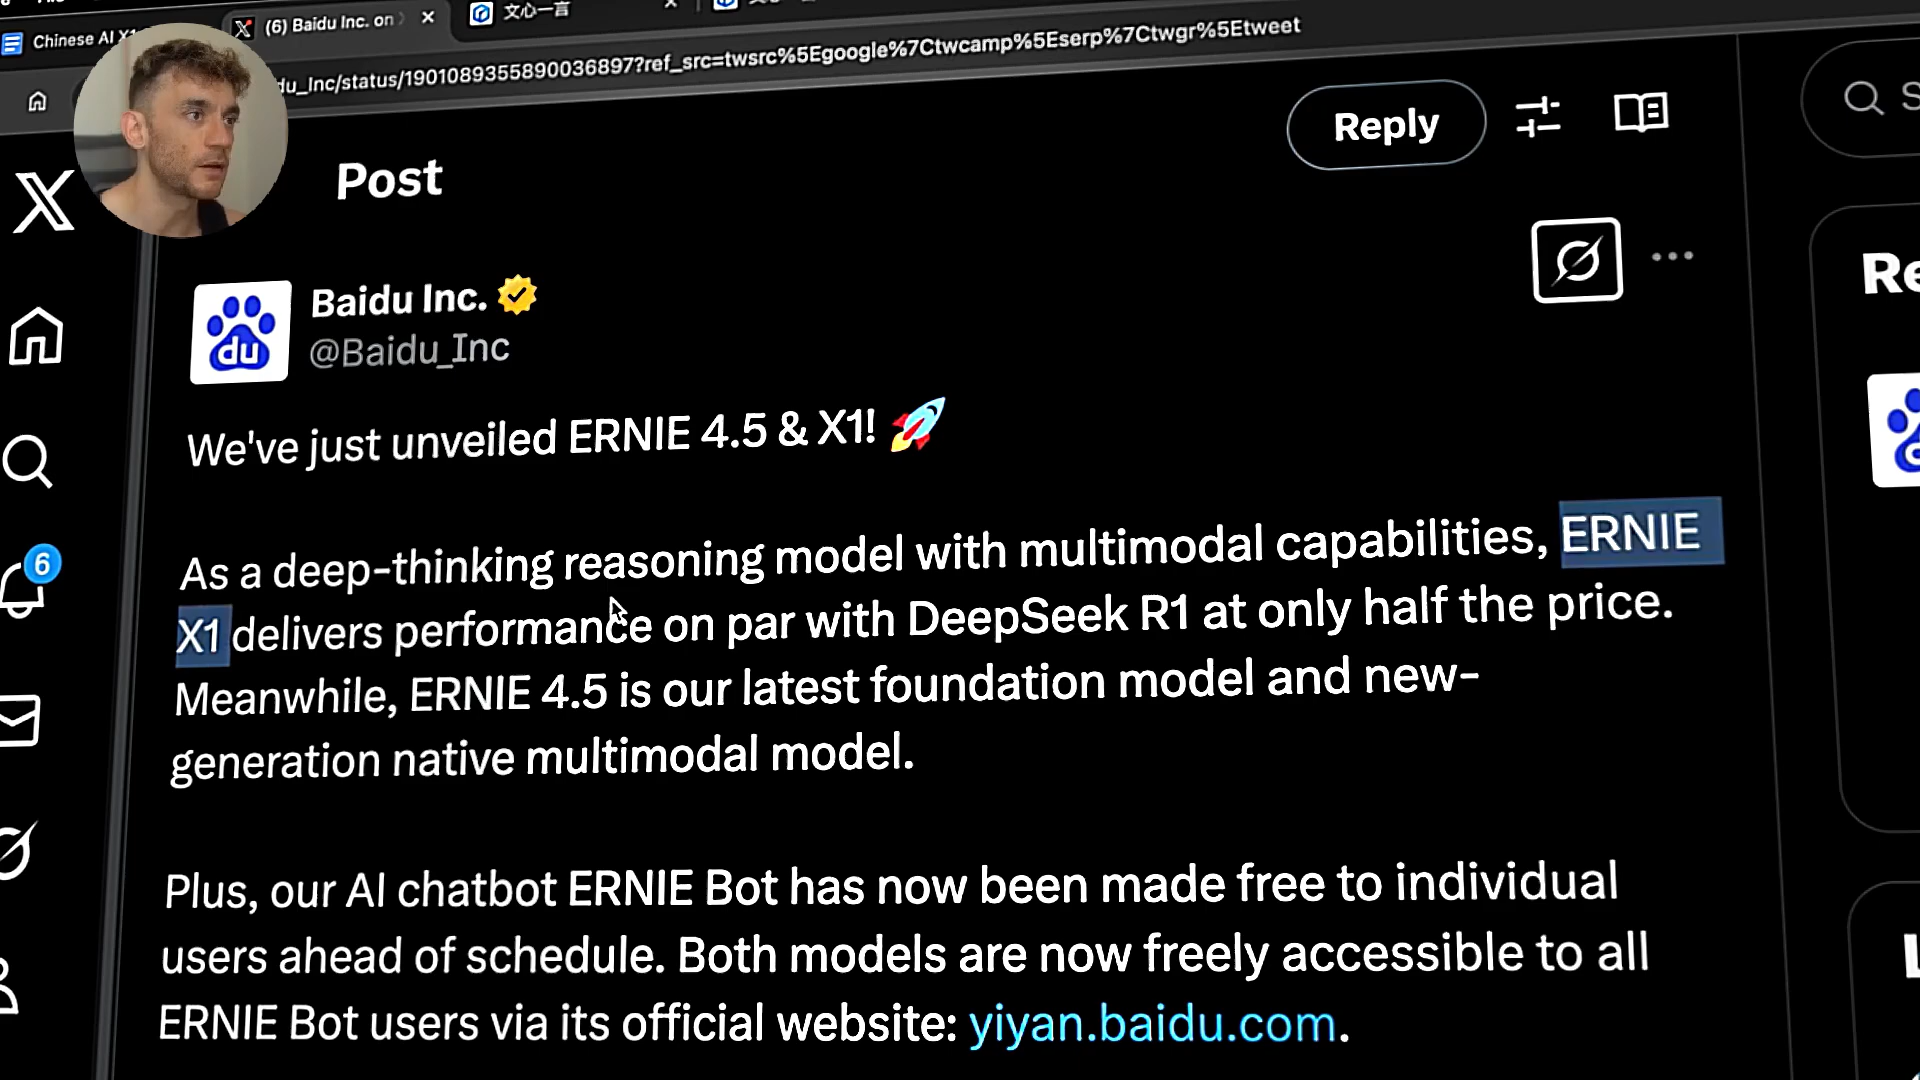 Chinese AI X1
(6) Baidu Inc. on
文心一言
du_Inc/status/1901089355890036897?ref_src=twsrc%5Egoogle%7Ctwcamp%5Eserp%7Ctwgr%5Etweet
Post
Reply
Baidu Inc.
@Baidu_Inc
du
We've just unveiled ERNIE 4.5 & X1! 🚀
As a deep-thinking reasoning model with multimodal capabilities, ERNIE
X1 delivers performance on par with DeepSeek R1 at only half the price.
Meanwhile, ERNIE 4.5 is our latest foundation model and new-
generation native multimodal model.
Plus, our AI chatbot ERNIE Bot has now been made free to individual
users ahead of schedule. Both models are now freely accessible to all
ERNIE Bot users via its official website: yiyan.baidu.com.
6
Re